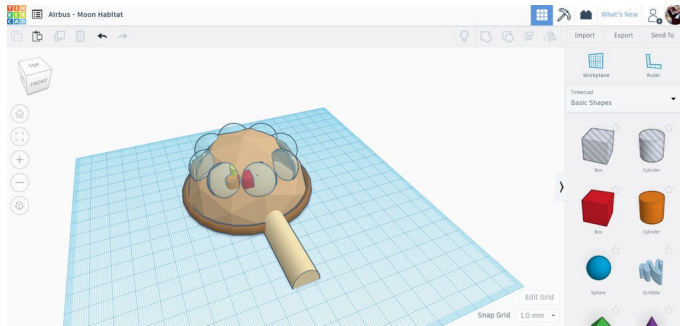 TIN
KER
CAD
Airbus - Moon Habitat
What's New
Import Export Send To
TOP
FRONT
Workplane Ruler
Tinkercad
Basic Shapes
Box Cylinder
Box Cylinder
Sphere Scribble
Edit Grid
Snap Grid 1.0 mm